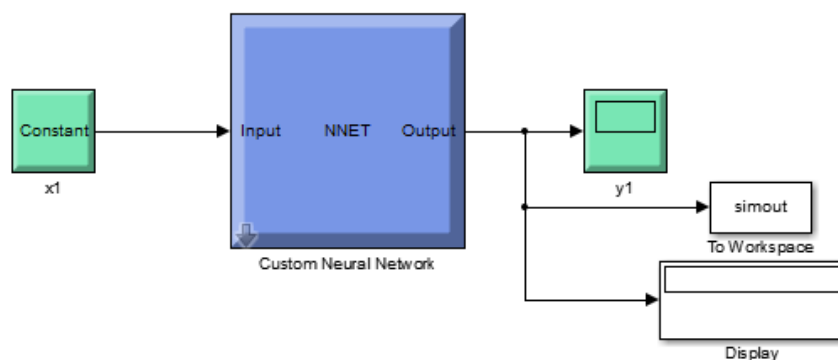 Constant
x1
Input NNET Output
Custom Neural Network
y1
simout
To Workspace
Display